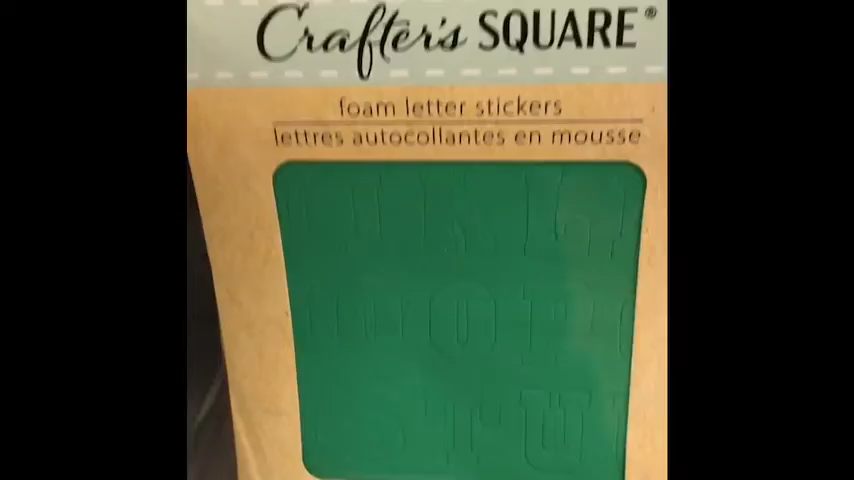 Crafter's SQUARE®
foam letter stickers
lettres autocollantes en mousse
J K L
N O P
S T U